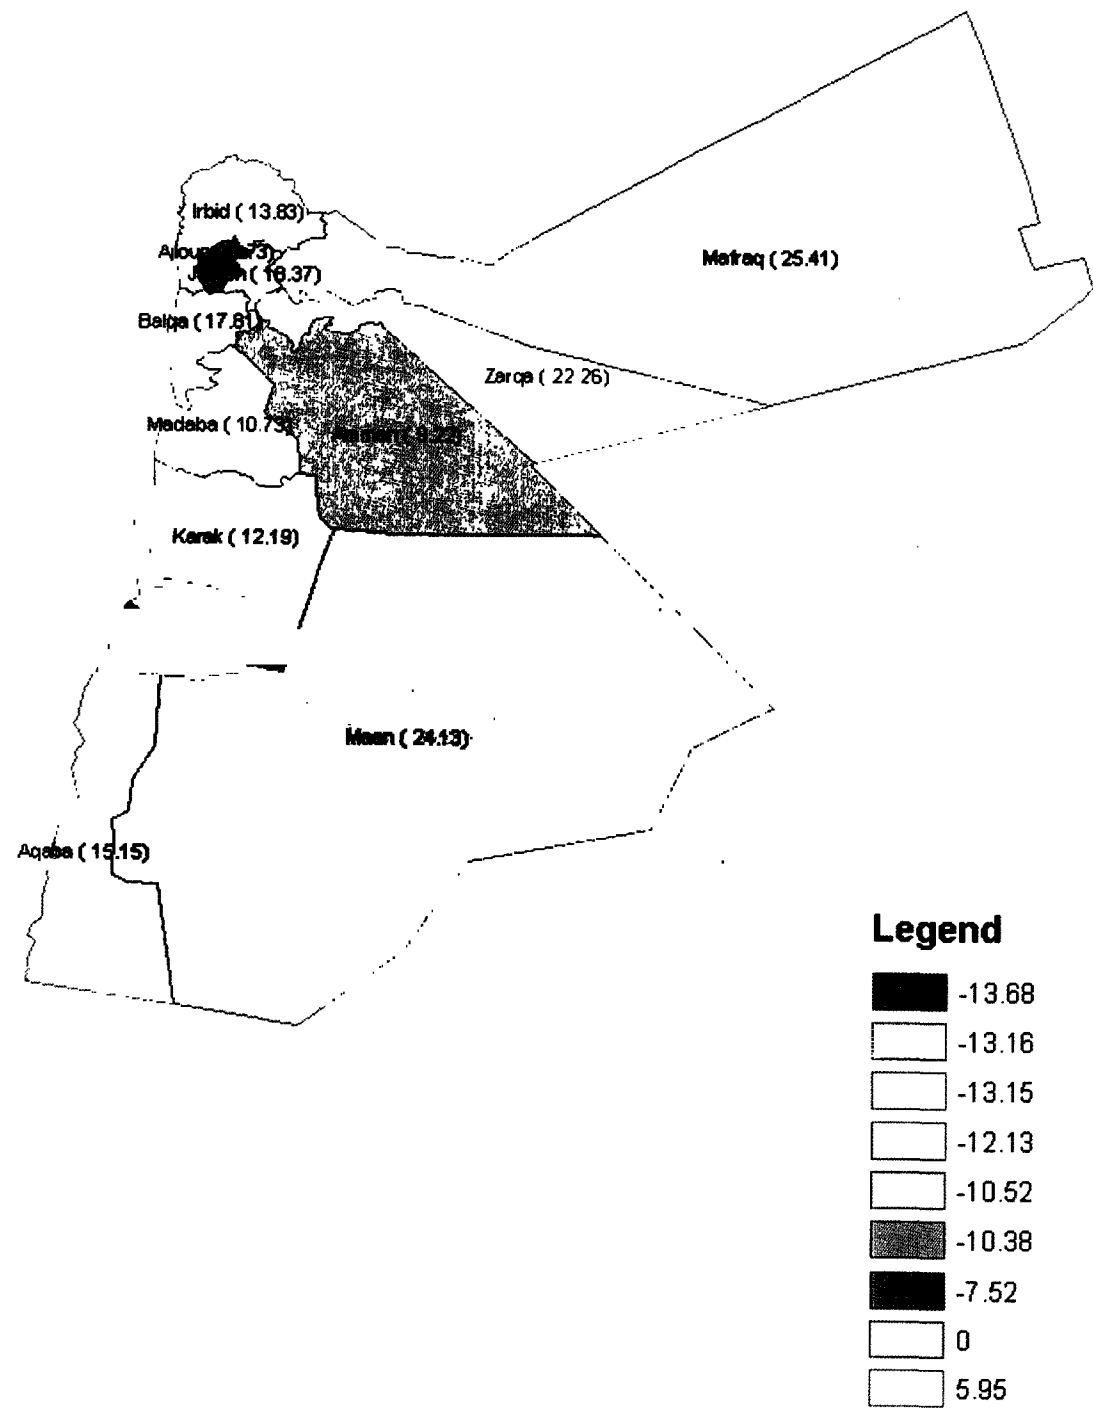 Irbid ( 13.83)
Mafraq ( 25.41)
18.37)
Balqa ( 17.81)
Zarqa ( 22 26)
Madaba ( 10.73)
Karak ( 12.19)
Maan ( 24.13)
Aqaba ( 15.15)
Legend
-13.68
-13.16
-13.15
-12.13
-10.52
-10.38
-7.52
0
5.95